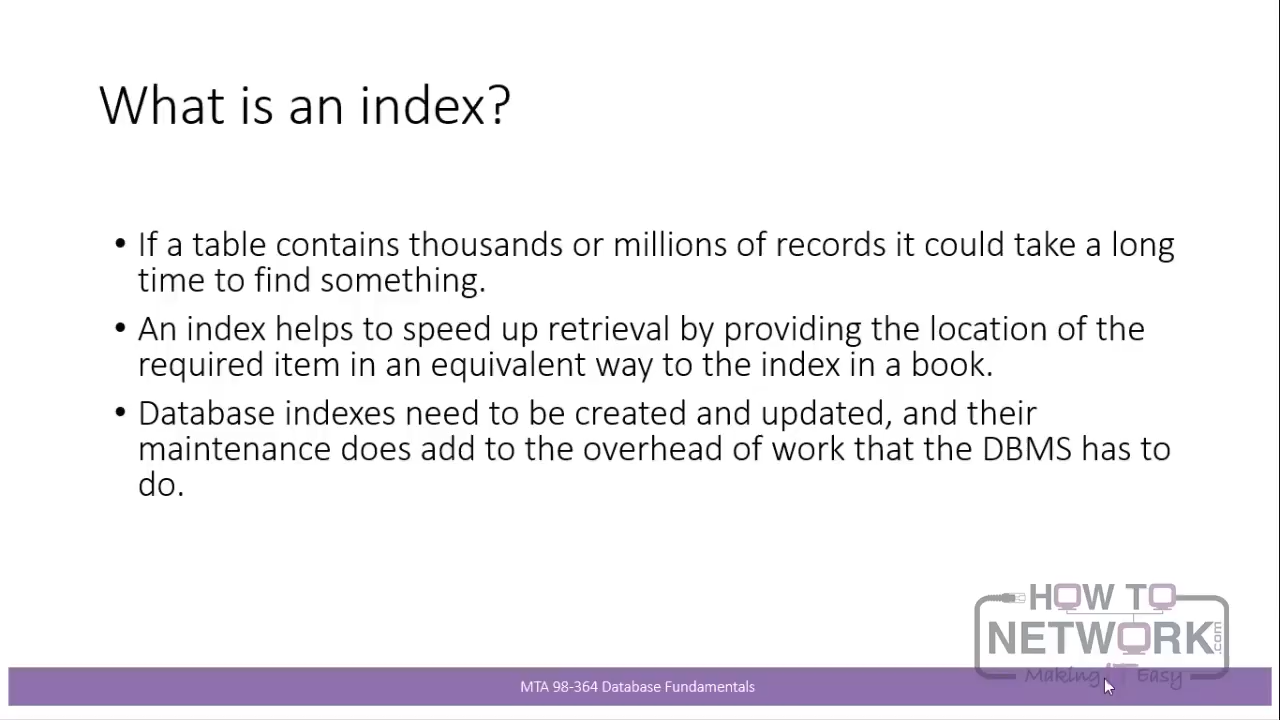 What is an index?
• If a table contains thousands or millions of records it could take a long
time to find something.
• An index helps to speed up retrieval by providing the location of the
required item in an equivalent way to the index in a book.
• Database indexes need to be created and updated, and their
maintenance does add to the overhead of work that the DBMS has to
do.
HOW TO
NETWORK.com
Making IT Easy
MTA 98-364 Database Fundamentals